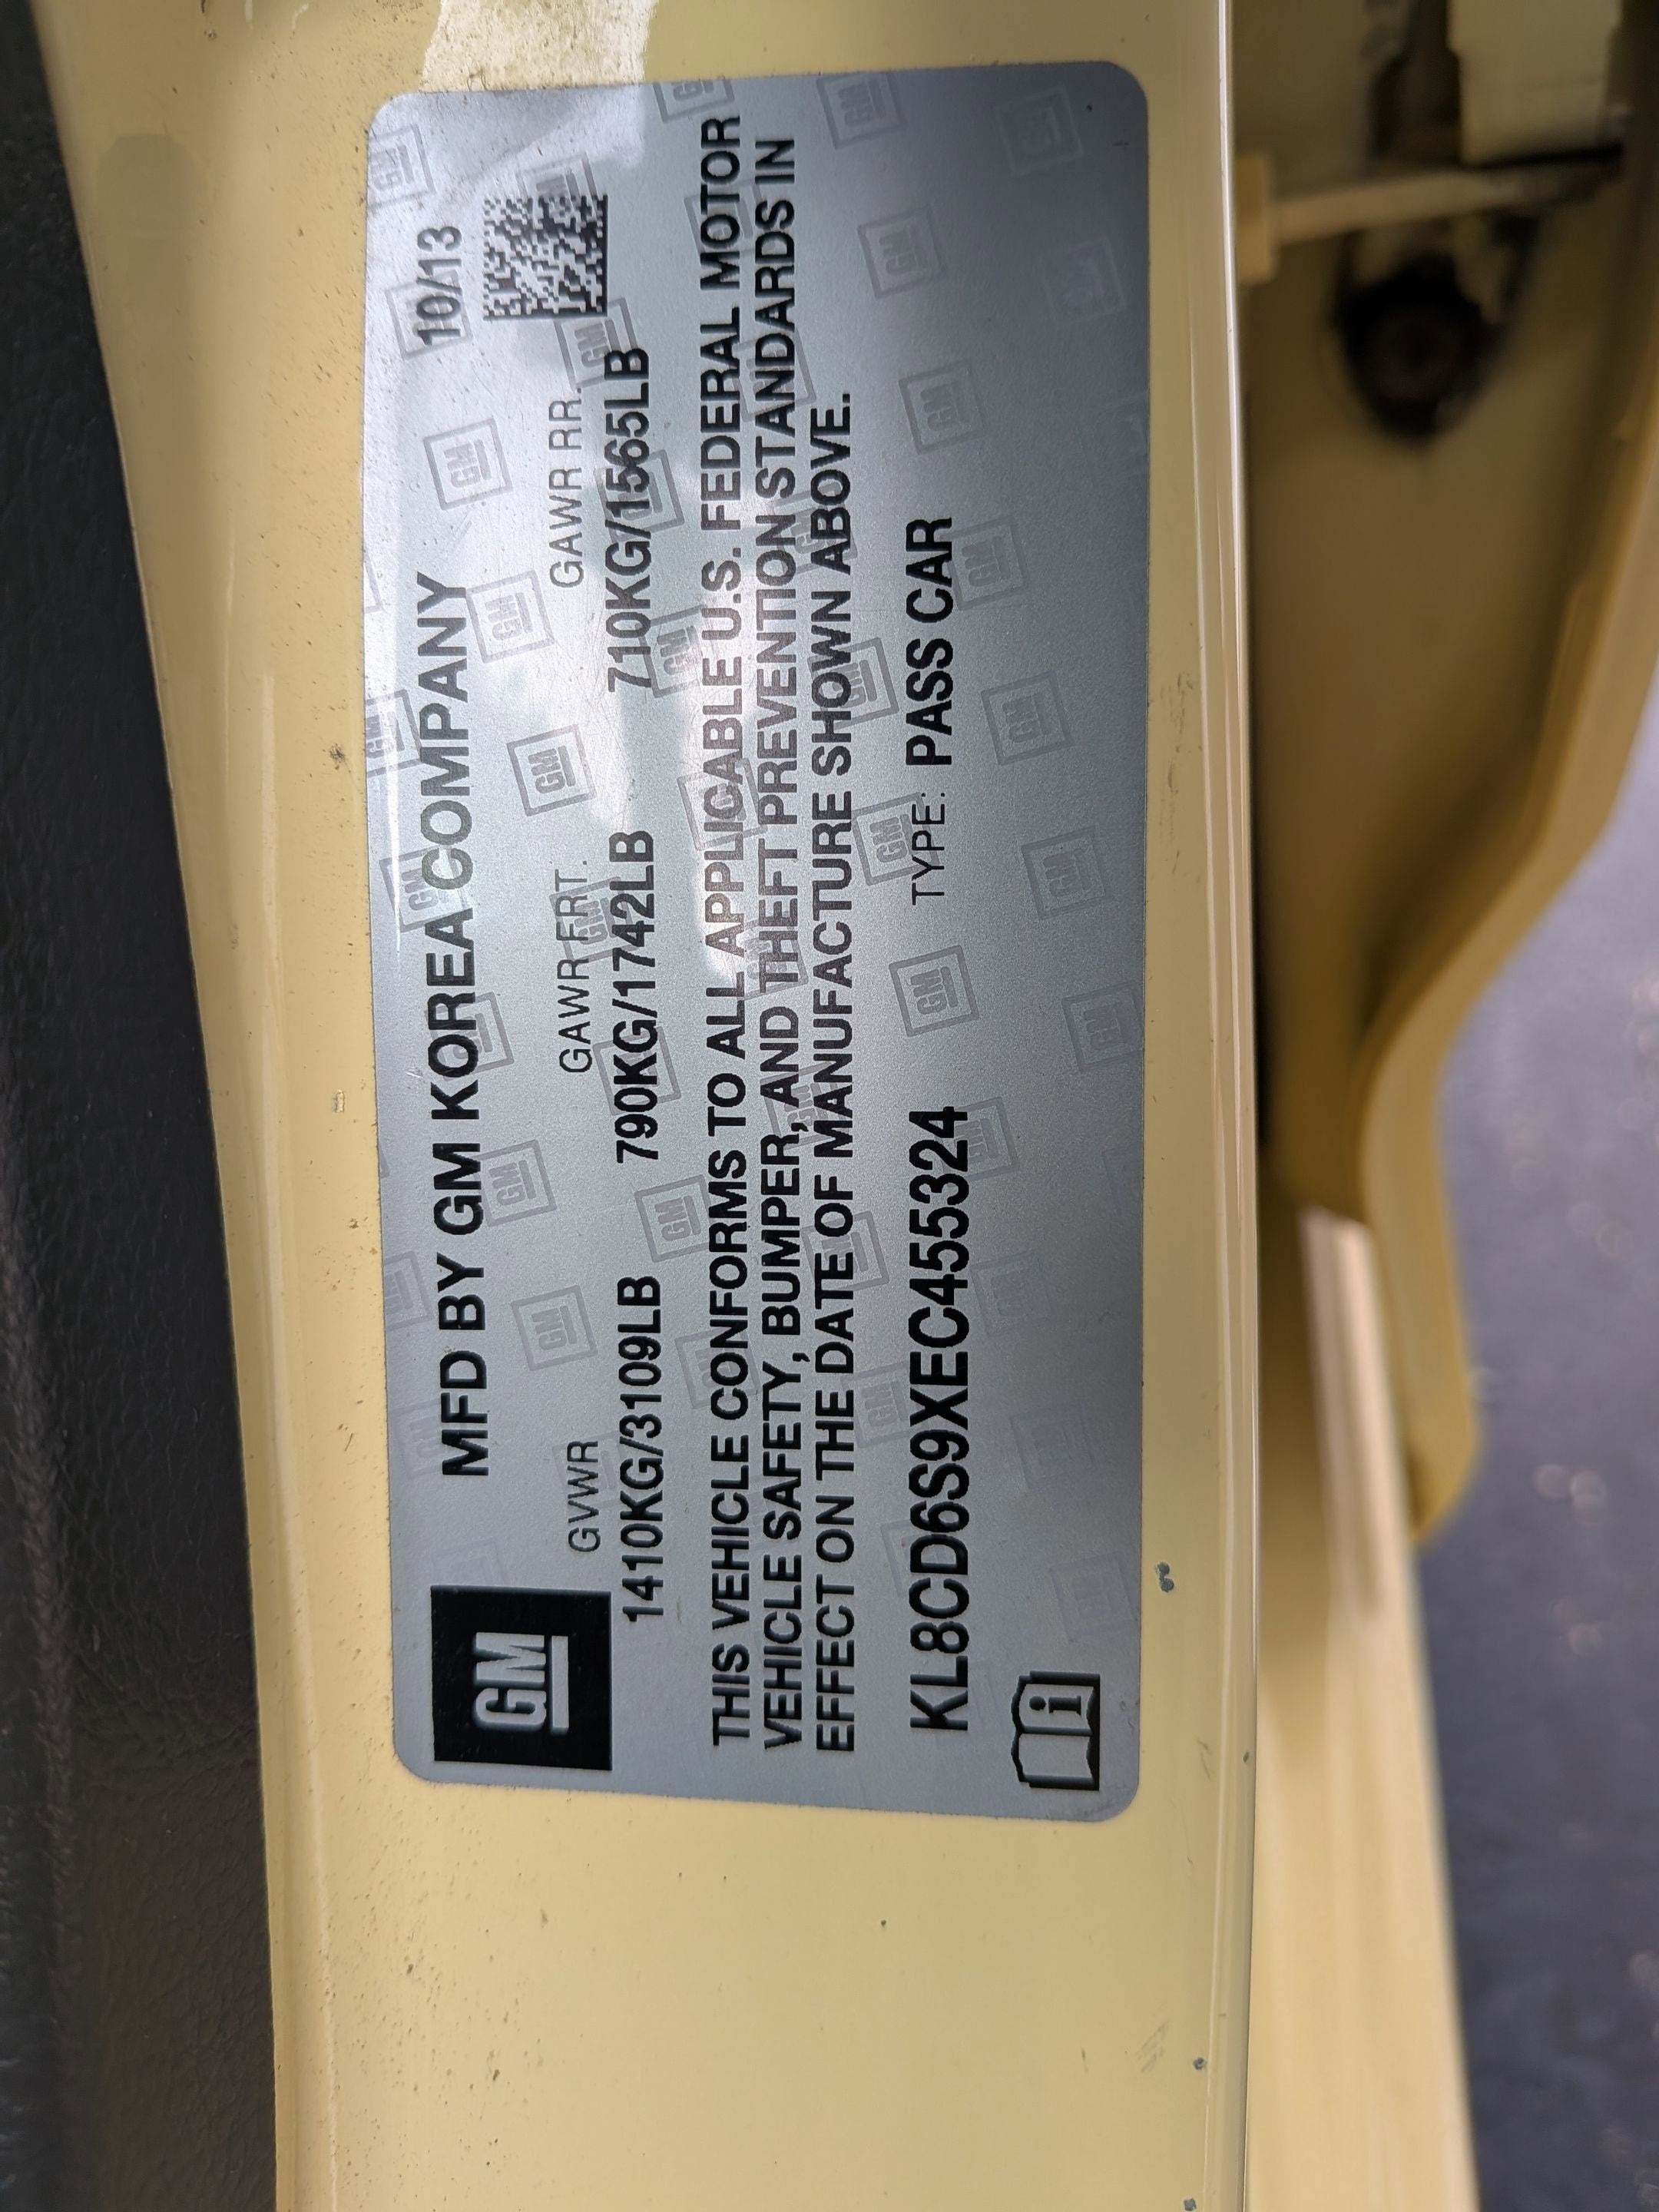 GM
MFD BY GM KOREA COMPANY 10/13
GVWR GAWR FRT. GAWR RR.
1410KG/3109LB 790KG/1742LB 710KG/1565LB
THIS VEHICLE CONFORMS TO ALL APPLICABLE U.S. FEDERAL MOTOR
VEHICLE SAFETY, BUMPER, AND THEFT PREVENTION STANDARDS IN
EFFECT ON THE DATE OF MANUFACTURE SHOWN ABOVE.
KL8CD6S9XEC455324 TYPE: PASS CAR